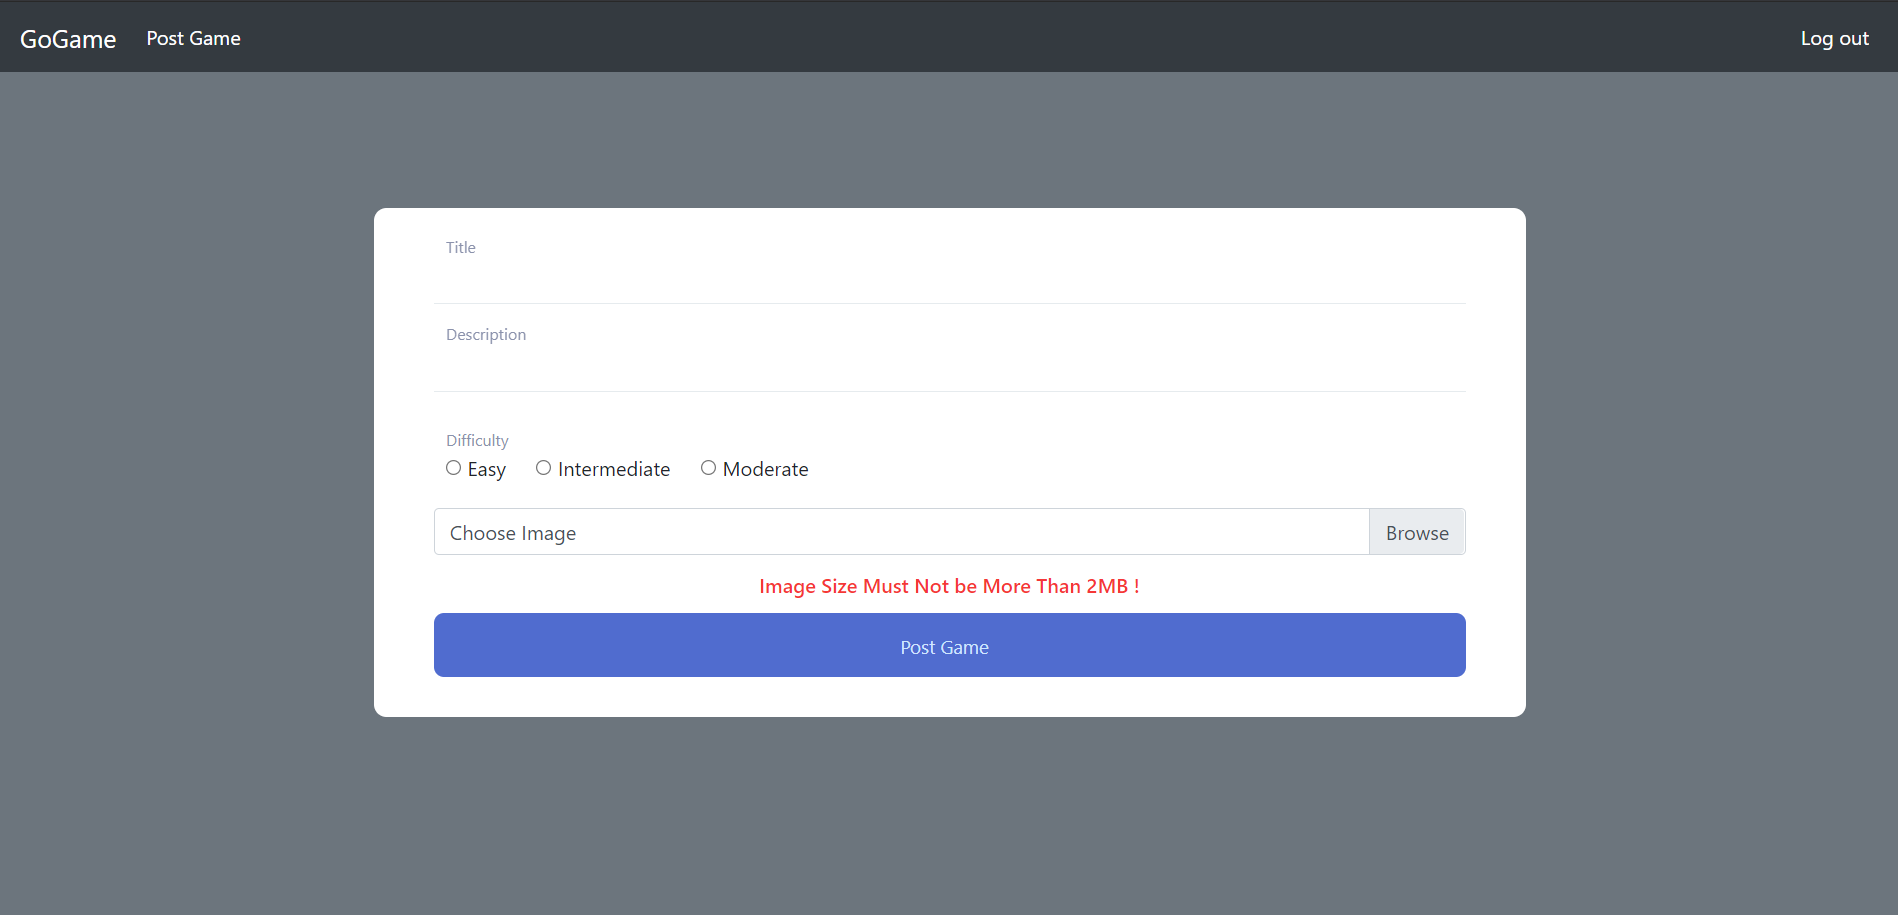 GoGame Post Game Log out
Title
Description
Difficulty
Easy Intermediate Moderate
Choose Image Browse
Image Size Must Not be More Than 2MB !
Post Game